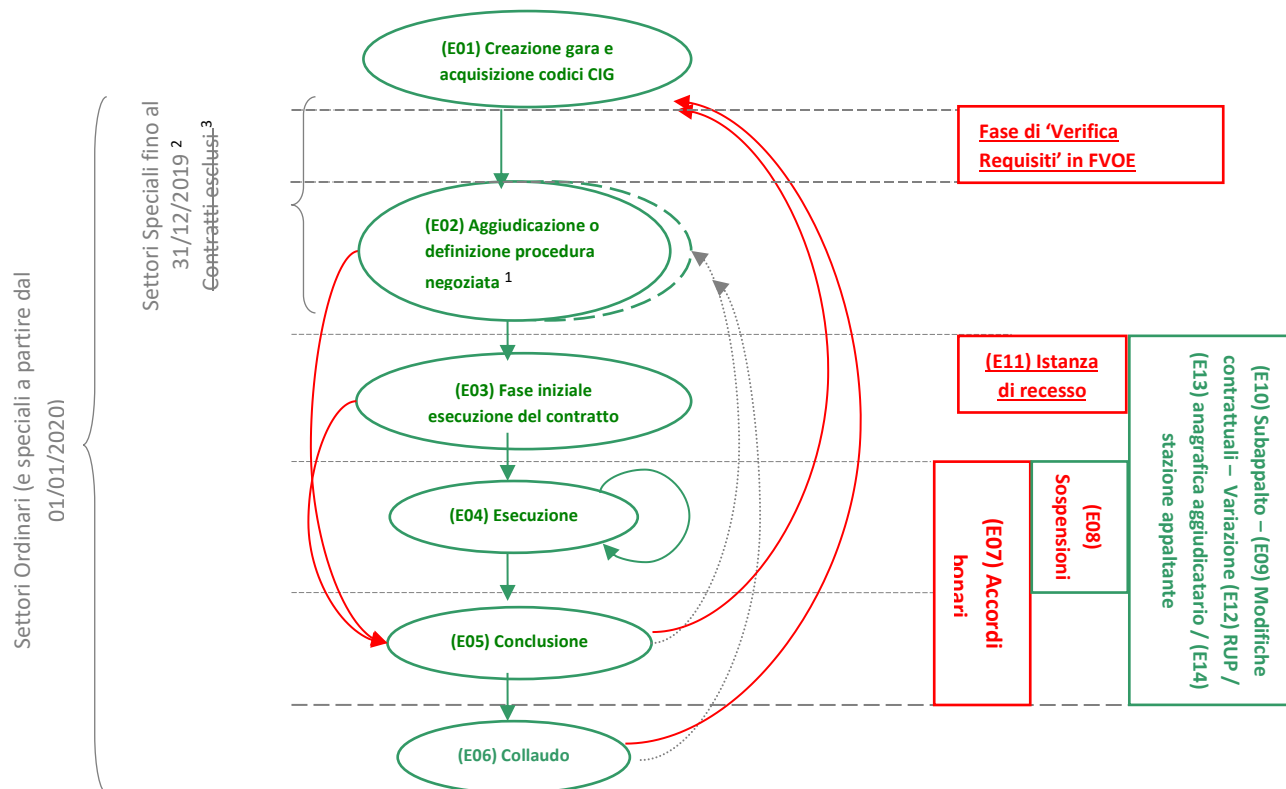 (E01) Creazione gara e
acquisizione codici CIG
Settori Ordinari (e speciali a partire dal
01/01/2020)
Settori Speciali fino al
31/12/2019 2
Contratti esclusi 3
Fase di ‘Verifica
Requisiti’ in FVOE
(E02) Aggiudicazione o
definizione procedura
negoziata 1
(E03) Fase iniziale
esecuzione del contratto
(E11) Istanza
di recesso
(E04) Esecuzione
(E05) Conclusione
(E06) Collaudo
(E07) Accordi
bonari
(E08)
Sospensioni
(E10) Subappalto – (E09) Modifiche
contrattuali – Variazione (E12) RUP /
(E13) anagrafica aggiudicatario / (E14)
stazione appaltante